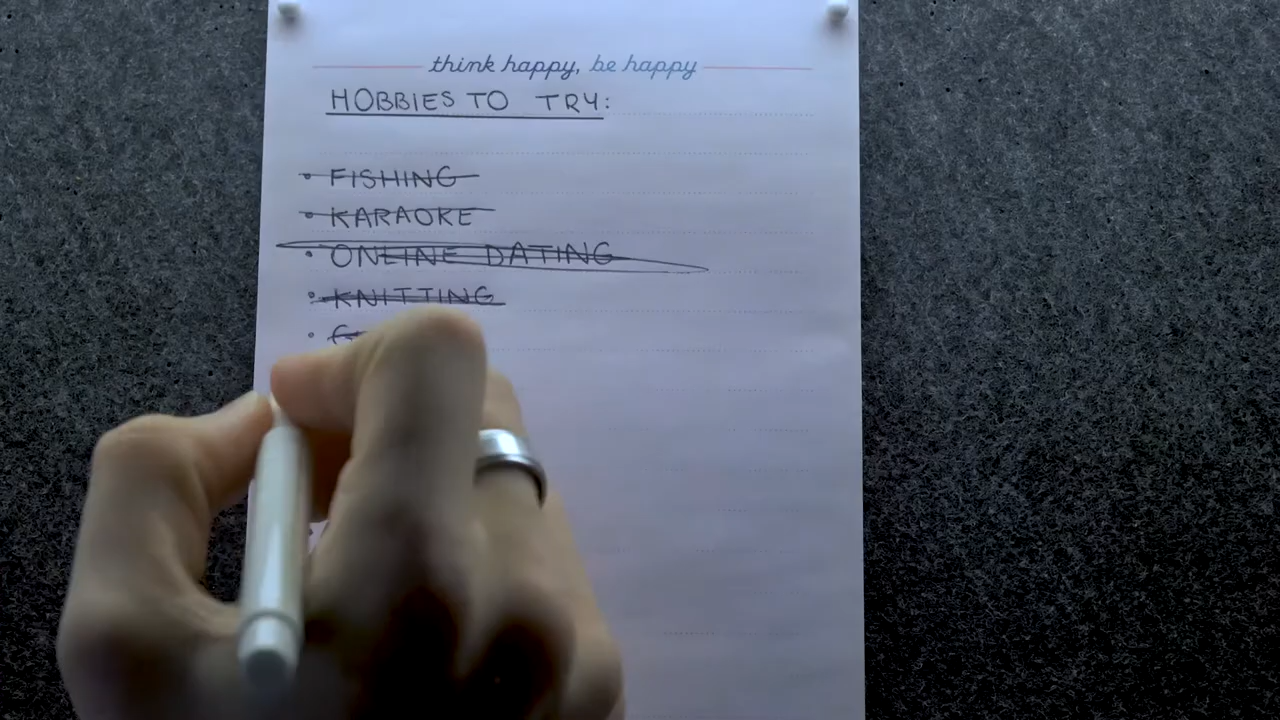 think happy, be happy
HOBBIES TO TRY:
• FISHING
• KARAOKE
• ONLINE DATING
• KNITTING